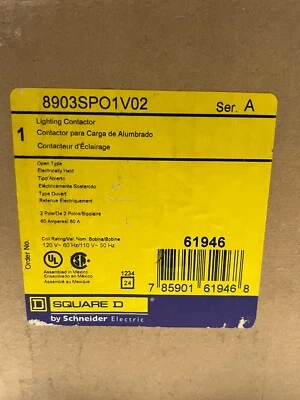 8903SPO1V02
Ser. A
1
Lighting Contactor
Contactor para Carga de Alumbrado
Contacteur d'Éclairage
Open Type
Electrically Held
Tipo Abierto
Eléctricamente Sostenido
Type Ouvert
Retenue Électriquement
2 Pole/De 2 Polos/Bipolaire
60 Amperes/ 60 A
Order No.
Coil Rating/Val. Nom. Bobina/Bobine
120 V~ 60 Hz/110 V~ 50 Hz
61946
UL
Assembled in Mexico
Ensamblado en México
Assemblé au Mexique
1234
24
7 85901 61946 8
D SQUARE D
by Schneider Electric